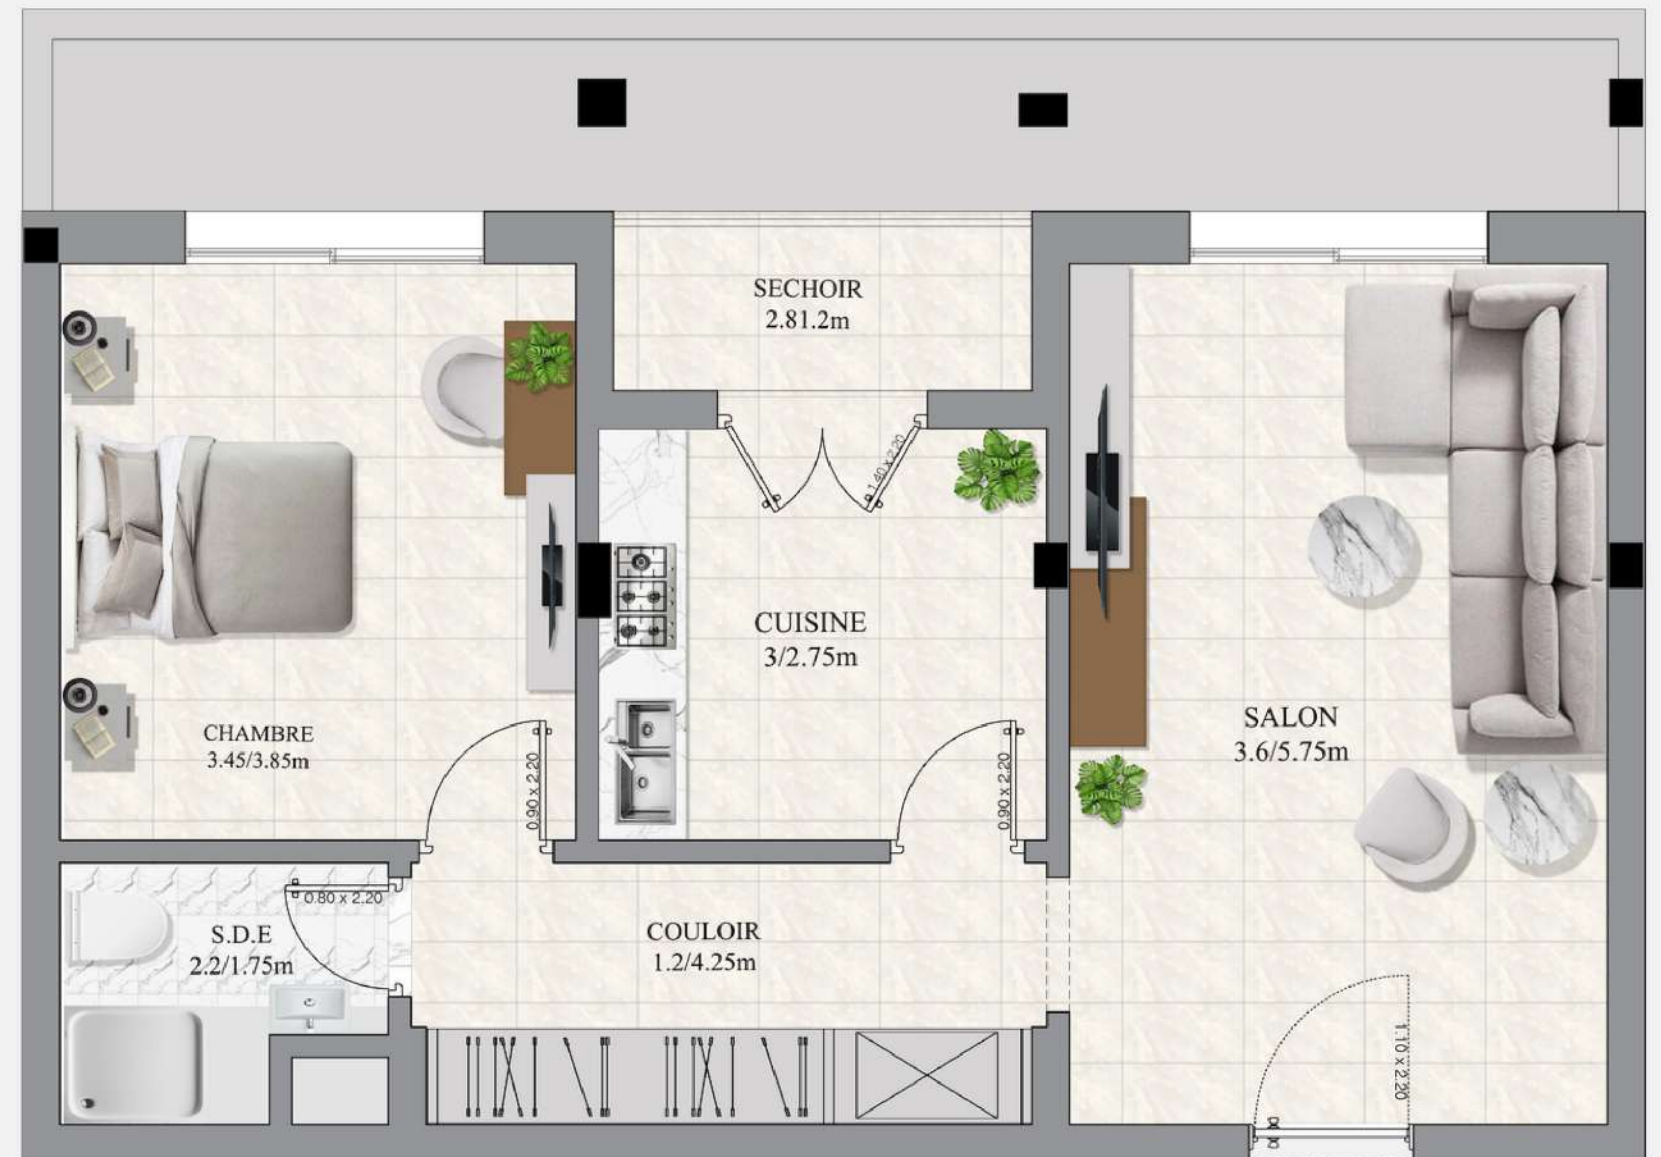 SECHOIR
2.81.2m
1.40 x 2.20
CUISINE
3/2.75m
CHAMBRE
3.45/3.85m
0.90 x 2.20
0.90 x 2.20
SALON
3.6/5.75m
0.80 x 2.20
S.D.E
2.2/1.75m
COULOIR
1.2/4.25m
1.10 x 2.20